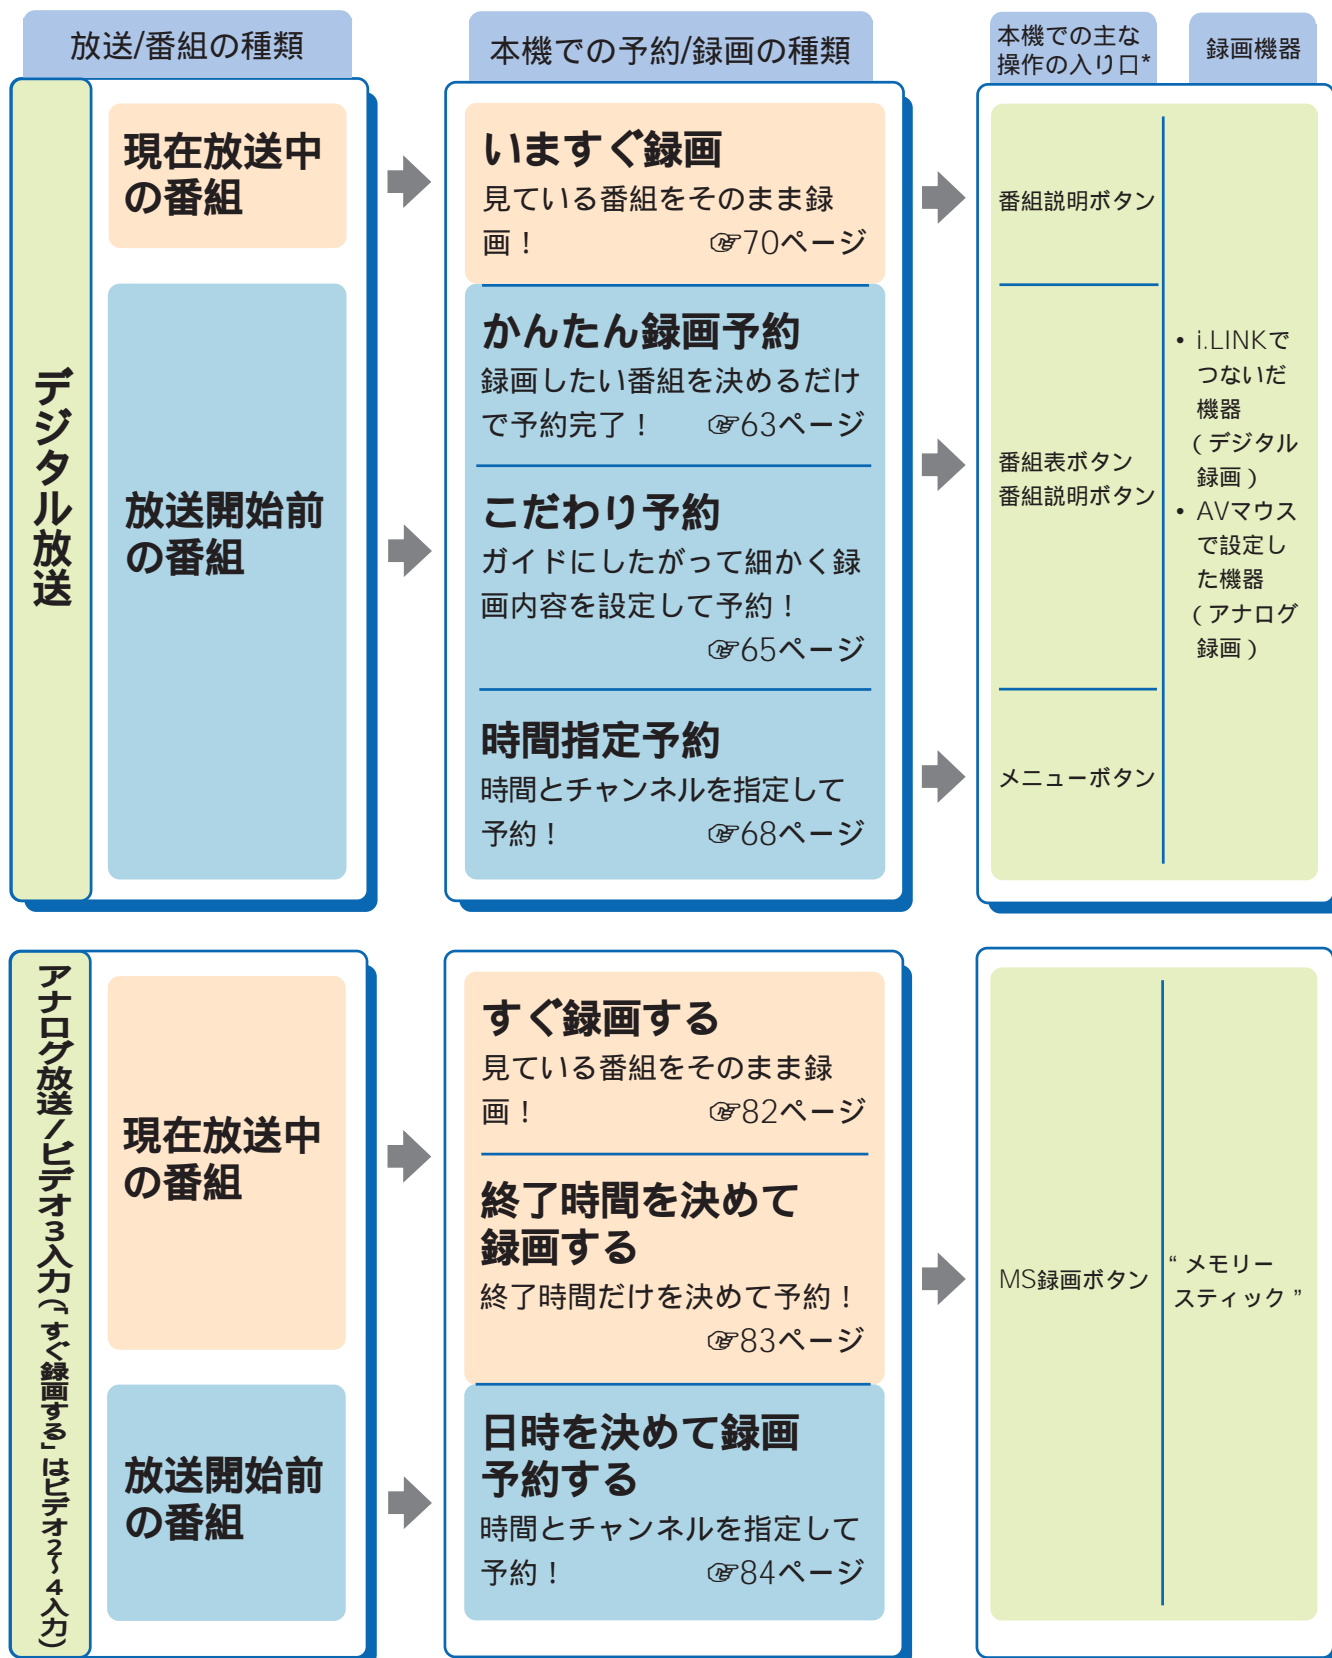 放送/番組の種類
本機での予約/録画の種類
本機での主な
操作の入り口*
録画機器
デジタル放送
現在放送中
の番組
いますぐ録画
見ている番組をそのまま録
画！ ☞70ページ
番組説明ボタン
放送開始前
の番組
かんたん録画予約
録画したい番組を決めるだけ
で予約完了！ ☞63ページ
こだわり予約
ガイドにしたがって細かく録
画内容を設定して予約！
☞65ページ
番組表ボタン
番組説明ボタン
時間指定予約
時間とチャンネルを指定して
予約！ ☞68ページ
メニューボタン
• i.LINKで
つないだ
機器
（デジタル
録画）
• AVマウス
で設定し
た機器
（アナログ
録画）
アナログ放送／ビデオ3入力（「すぐ録画する」はビデオ2～4入力）
現在放送中
の番組
すぐ録画する
見ている番組をそのまま録
画！ ☞82ページ
終了時間を決めて
録画する
終了時間だけを決めて予約！
☞83ページ
放送開始前
の番組
日時を決めて録画
予約する
時間とチャンネルを指定して
予約！ ☞84ページ
MS録画ボタン
“メモリー
スティック”